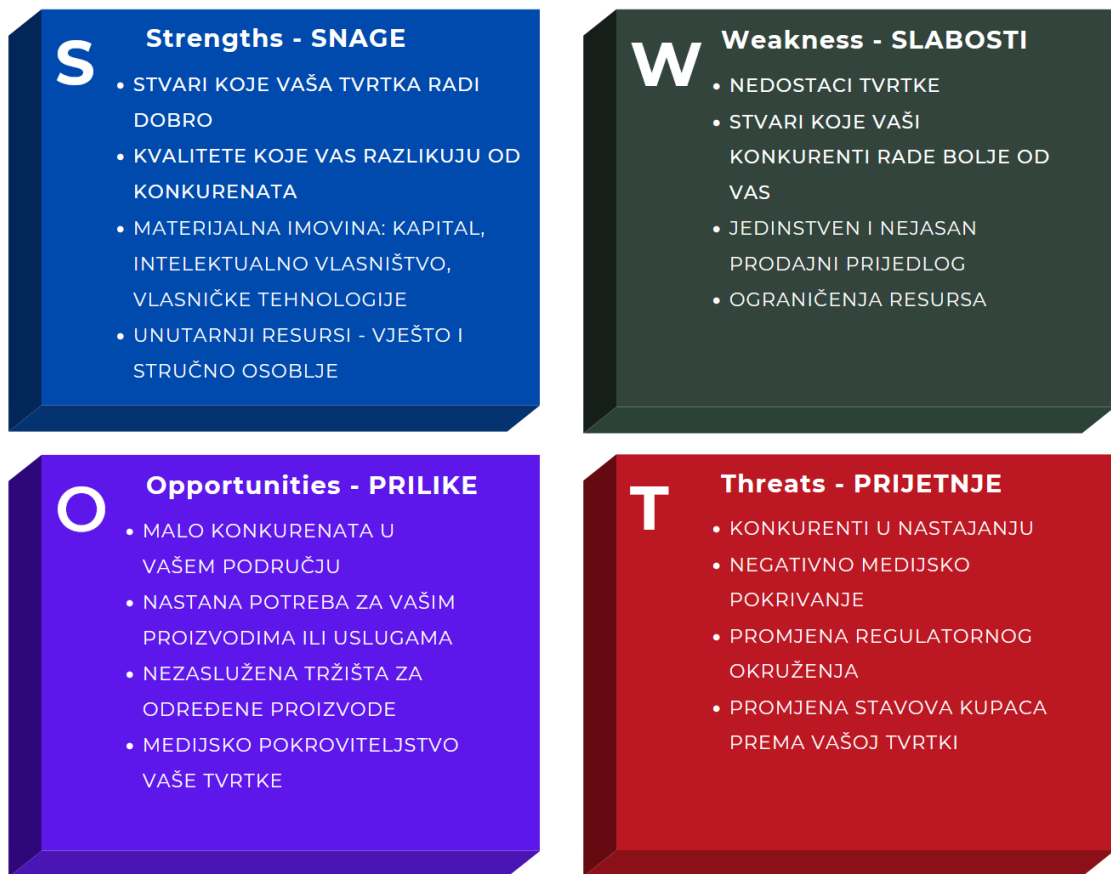 S
Strengths - SNAGE
• STVARI KOJE VAŠA TVRTKA RADI
DOBRO
• KVALITETE KOJE VAS RAZLIKUJU OD
KONKURENATA
• MATERIJALNA IMOVINA: KAPITAL,
INTELEKTUALNO VLASNIŠTVO,
VLASNIČKE TEHNOLOGIJE
• UNUTARNJI RESURSI - VJEŠTO I
STRUČNO OSOBLJE
W
Weakness - SLABOSTI
• NEDOSTACI TVRTKE
• STVARI KOJE VAŠI
KONKURENTI RADE BOLJE OD
VAS
• JEDINSTVEN I NEJASAN
PRODAJNI PRIJEDLOG
• OGRANIČENJA RESURSA
O
Opportunities - PRILIKE
• MALO KONKURENATA U
VAŠEM PODRUČJU
• NASTANA POTREBA ZA VAŠIM
PROIZVODIMA ILI USLUGAMA
• NEZASLUŽENA TRŽIŠTA ZA
ODREĐENE PROIZVODE
• MEDIJSKO POKROVITELJSTVO
VAŠE TVRTKE
T
Threats - PRIJETNJE
• KONKURENTI U NASTAJANJU
• NEGATIVNO MEDIJSKO
POKRIVANJE
• PROMJENA REGULATORNOG
OKRUŽENJA
• PROMJENA STAVOVA KUPACA
PREMA VAŠOJ TVRTKI